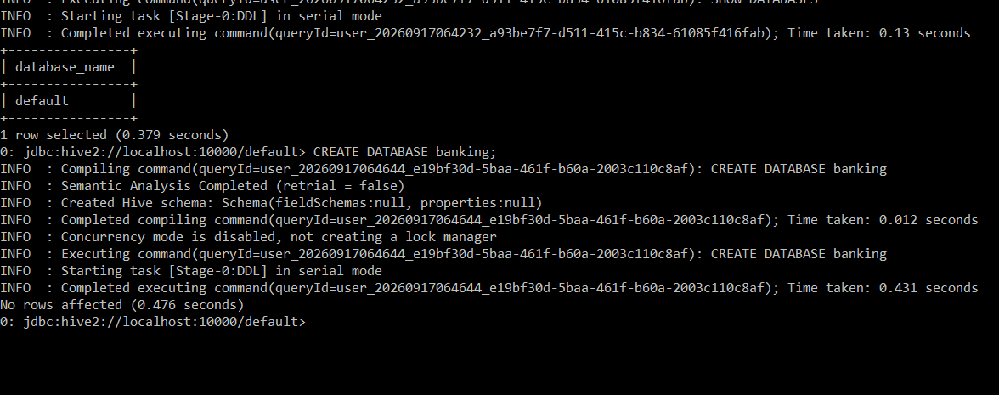 INFO  : Executing command(queryId=user_20260917064232_a93be7f7-d511-415c-b834-61085f416fab): SHOW DATABASES
INFO  : Starting task [Stage-0:DDL] in serial mode
INFO  : Completed executing command(queryId=user_20260917064232_a93be7f7-d511-415c-b834-61085f416fab); Time taken: 0.13 seconds
+----------------+
| database_name  |
+----------------+
| default        |
+----------------+
1 row selected (0.379 seconds)
0: jdbc:hive2://localhost:10000/default> CREATE DATABASE banking;
INFO  : Compiling command(queryId=user_20260917064644_e19bf30d-5baa-461f-b60a-2003c110c8af): CREATE DATABASE banking
INFO  : Semantic Analysis Completed (retrial = false)
INFO  : Created Hive schema: Schema(fieldSchemas:null, properties:null)
INFO  : Completed compiling command(queryId=user_20260917064644_e19bf30d-5baa-461f-b60a-2003c110c8af); Time taken: 0.012 seconds
INFO  : Concurrency mode is disabled, not creating a lock manager
INFO  : Executing command(queryId=user_20260917064644_e19bf30d-5baa-461f-b60a-2003c110c8af): CREATE DATABASE banking
INFO  : Starting task [Stage-0:DDL] in serial mode
INFO  : Completed executing command(queryId=user_20260917064644_e19bf30d-5baa-461f-b60a-2003c110c8af); Time taken: 0.431 seconds
No rows affected (0.476 seconds)
0: jdbc:hive2://localhost:10000/default>